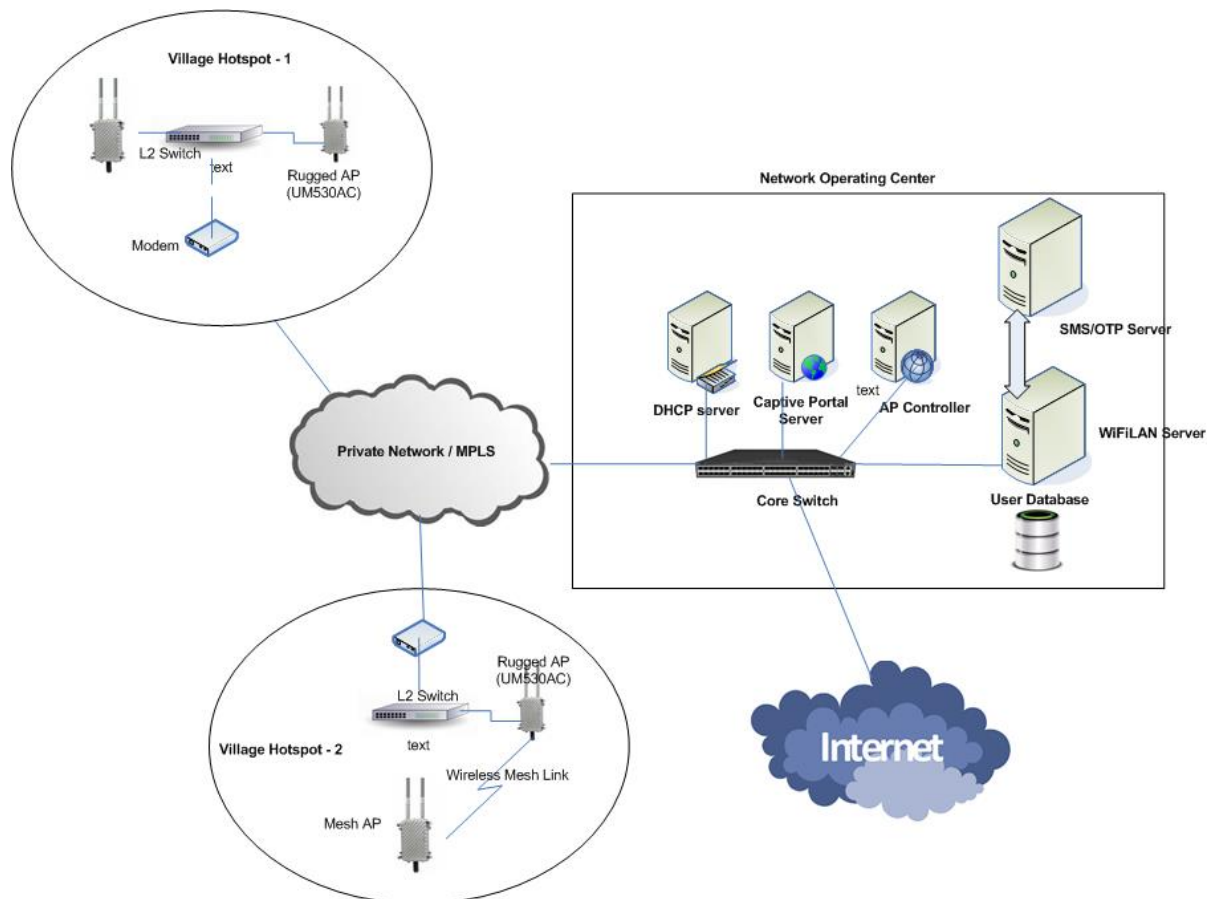 Village Hotspot - 1
L2 Switch
text
Rugged AP
(UM530AC)
Modem
Network Operating Center
SMS/OTP Server
DHCP server
Captive Portal
Server
text
AP Controller
WiFiLAN Server
Private Network / MPLS
Core Switch
User Database
Rugged AP
(UM530AC)
L2 Switch
text
Village Hotspot - 2
Wireless Mesh Link
Mesh AP
Internet